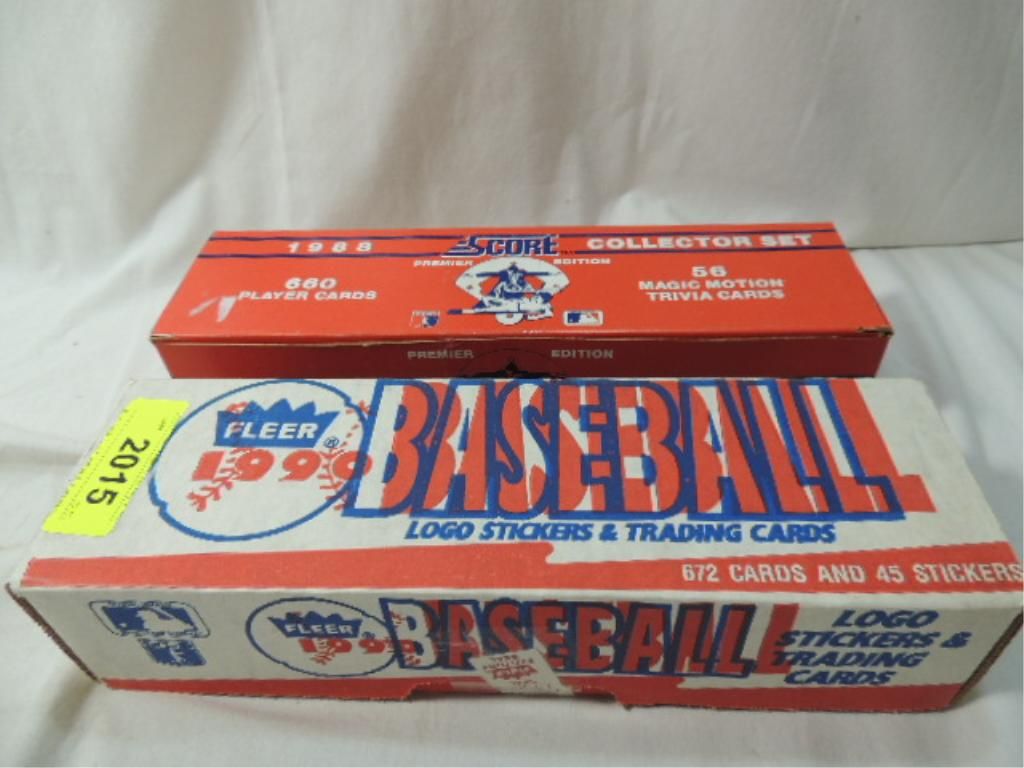 1988 SCORE COLLECTOR SET
PREMIER EDITION
660
PLAYER CARDS
56
MAGIC MOTION
TRIVIA CARDS
PREMIER EDITION
2015
FLEER®
1990
BASEBALL
LOGO STICKERS & TRADING CARDS
672 CARDS AND 45 STICKERS
FLEER
1990
BASEBALL
LOGO
STICKERS &
TRADING
CARDS